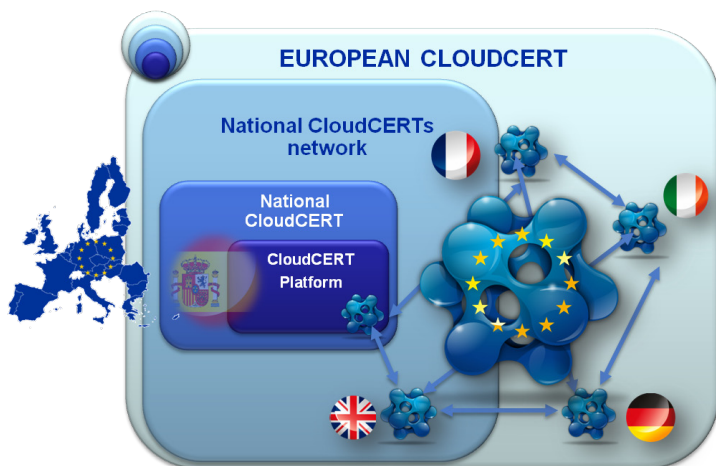 EUROPEAN CLOUDCERT
National CloudCERTs
network
National
CloudCERT
CloudCERT
Platform